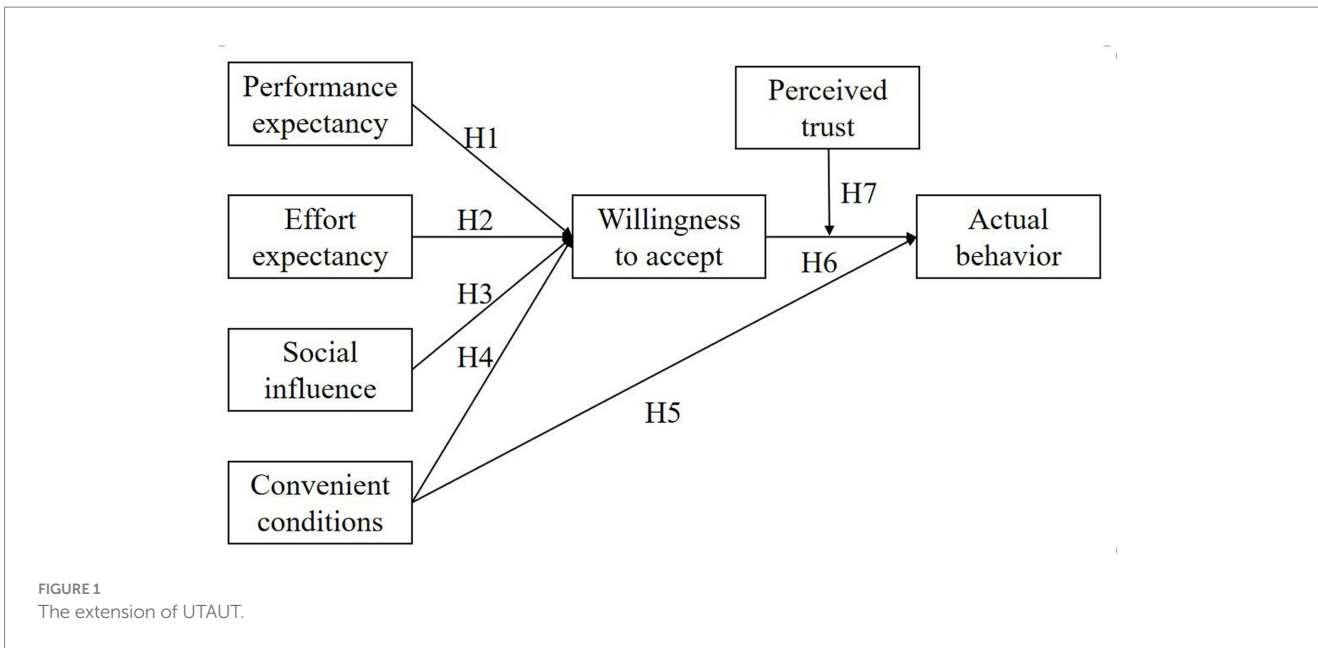 Performance
expectancy
H1
Perceived
trust
H7
Effort
expectancy
H2
Willingness
to accept
H6
Actual
behavior
H3
Social
influence
H4
H5
Convenient
conditions
FIGURE 1
The extension of UTAUT.